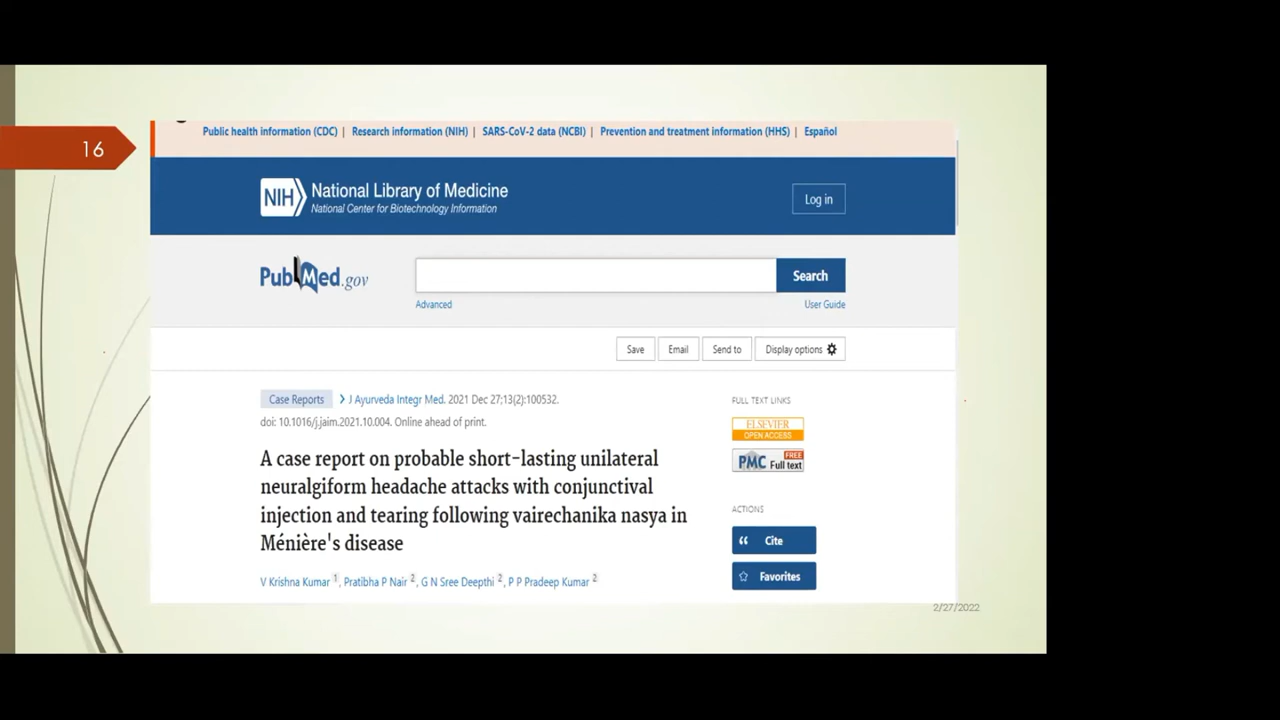 16
Public health information (CDC) | Research information (NIH) | SARS-CoV-2 data (NCBI) | Prevention and treatment information (HHS) | Español
NIH National Library of Medicine
National Center for Biotechnology Information
Log in
PubMed.gov
Search
Advanced
User Guide
Save Email Send to Display options
Case Reports > J Ayurveda Integr Med. 2021 Dec 27;13(2):100532.
doi: 10.1016/j.jaim.2021.10.004. Online ahead of print.
A case report on probable short-lasting unilateral
neuralgiform headache attacks with conjunctival
injection and tearing following vairechanika nasya in
Ménière's disease
V Krishna Kumar 1, Pratibha P Nair 2, G N Sree Deepthi 2, P P Pradeep Kumar 2
FULL TEXT LINKS
ELSEVIER
OPEN ACCESS
PMC Full text FREE
ACTIONS
Cite
Favorites
2/27/2022